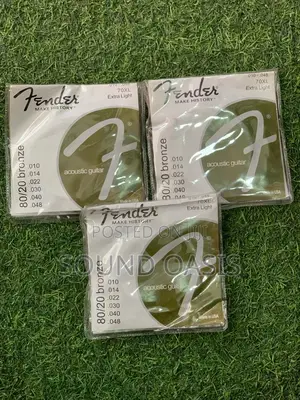 Fender
MAKE HISTORY
70XL
Extra Light
80/20 bronze
.010
.014
.022
.030
.040
.048
acoustic guitar
Fender
MAKE HISTORY
Extra Light
80/20 bronze
.010
.014
.022
.030
.040
.048
acoustic guitar
POSTED ON
SOUND OASIS
Fender
MAKE HISTORY
70XL
Extra Light
80/20 bronze
.010
.014
.022
.030
.040
.048
acoustic guitar